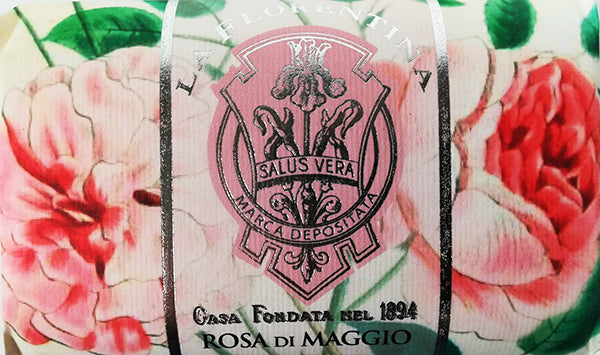 LA FLORENTINA
SALUS VERA
MARCA DEPOSITATA
CASA FONDATA NEL 1894
ROSA DI MAGGIO